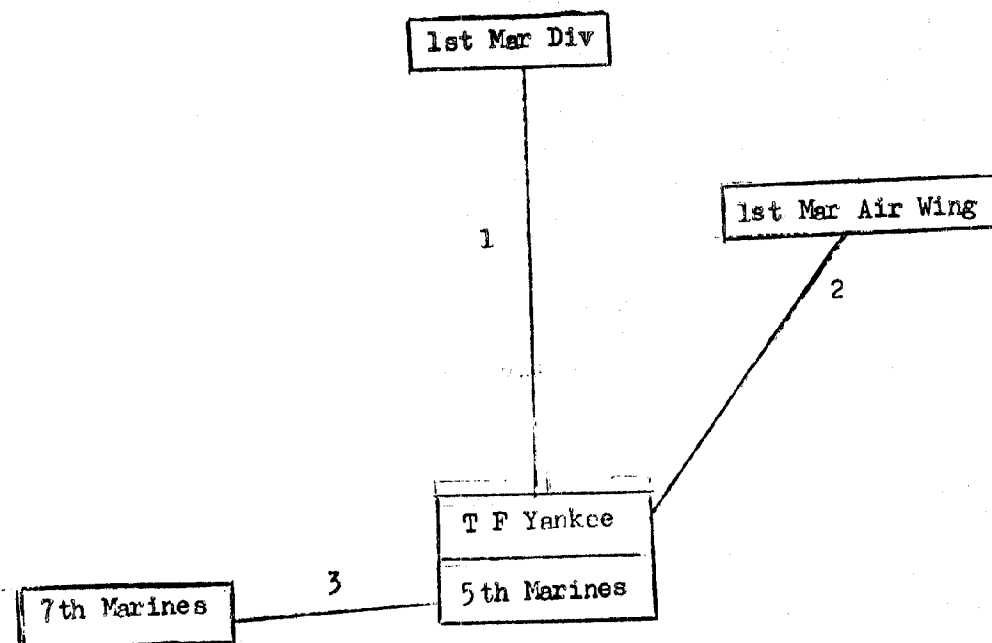 1st Mar Div
1st Mar Air Wing
1
2
T F Yankee
5th Marines
3
7th Marines